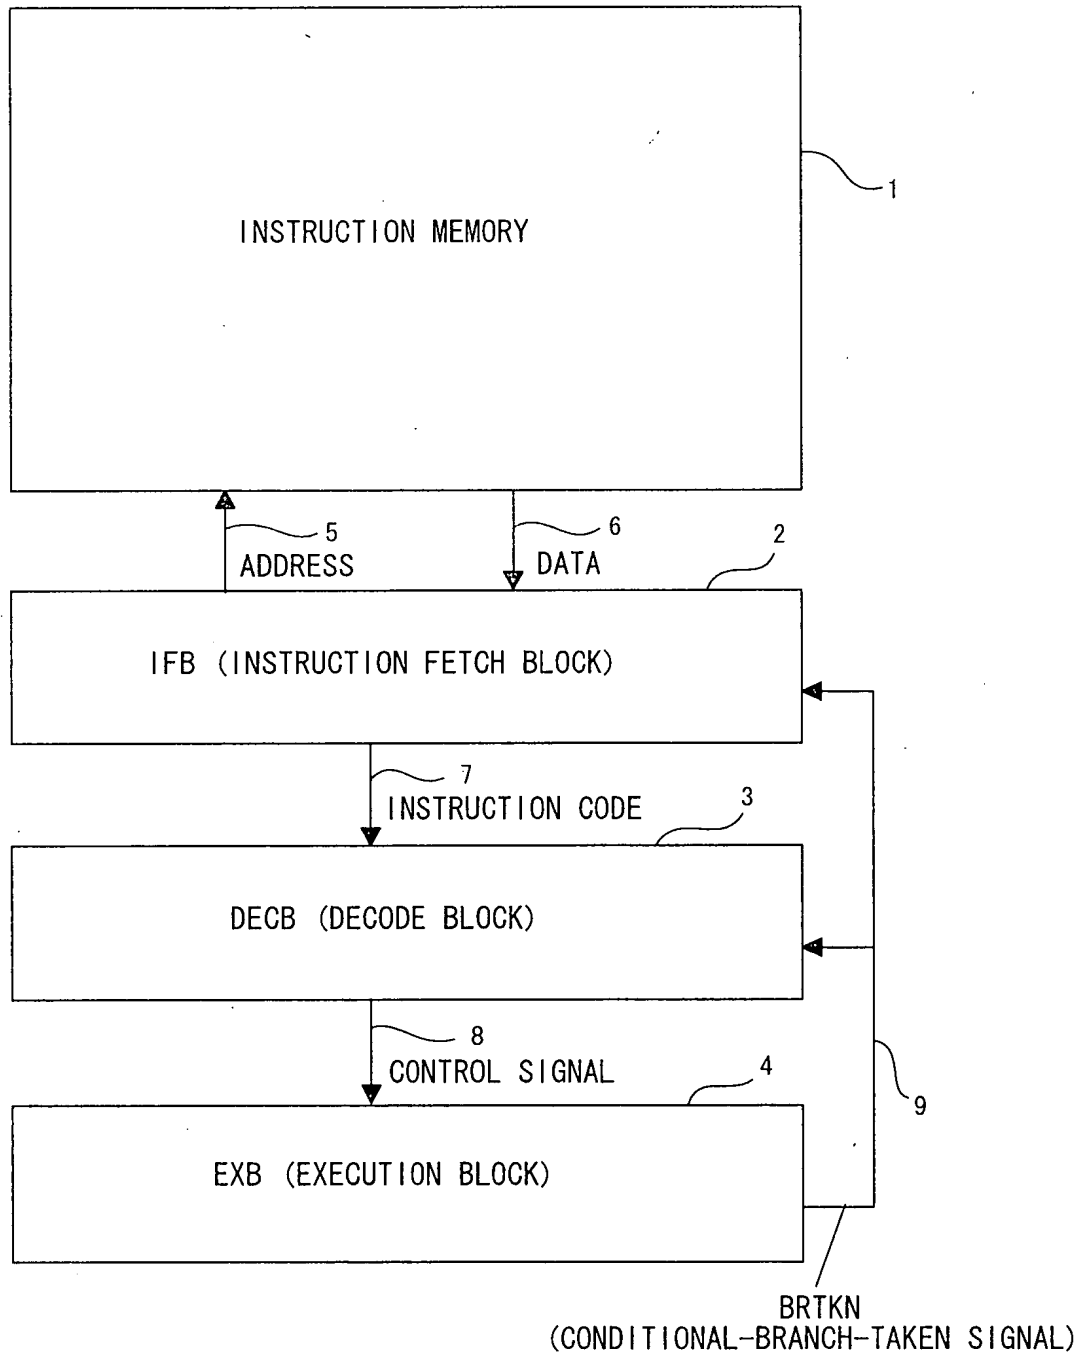 1
INSTRUCTION MEMORY
5
6
2
ADDRESS
DATA
IFB (INSTRUCTION FETCH BLOCK)
7
INSTRUCTION CODE
3
DECB (DECODE BLOCK)
8
CONTROL SIGNAL
4
9
EXB (EXECUTION BLOCK)
BRTKN
(CONDITIONAL-BRANCH-TAKEN SIGNAL)